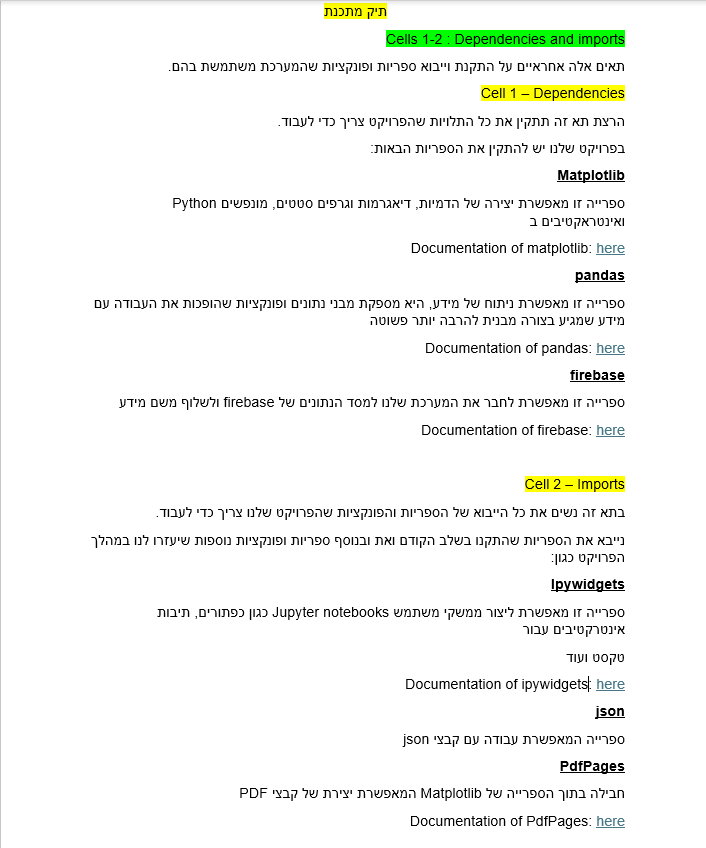 תיק מתכנת
Cells 1-2 : Dependencies and imports
תאים אלה אחראיים על התקנת וייבוא ספריות ופונקציות שהמערכת משתמשת בהם.
Cell 1 – Dependencies
הרצת תא זה תתקין את כל התלויות שהפרויקט צריך כדי לעבוד.
בפרויקט שלנו יש להתקין את הספריות הבאות:
Matplotlib
ספרייה זו מאפשרת יצירה של הדמיות, דיאגרמות וגרפים סטטים, מונפשים Python
ואינטראקטיבים ב
Documentation of matplotlib: here
pandas
ספרייה זו מאפשרת ניתוח של מידע, היא מספקת מבני נתונים ופונקציות שהופכות את העבודה עם
מידע שמגיע בצורה מבנית להרבה יותר פשוטה
Documentation of pandas: here
firebase
ספרייה זו מאפשרת לחבר את המערכת שלנו למסד הנתונים של firebase ולשלוף משם מידע
Documentation of firebase: here
Cell 2 – Imports
בתא זה נשים את כל הייבוא של הספריות והפונקציות שהפרויקט שלנו צריך כדי לעבוד.
נייבא את הספריות שהתקנו בשלב הקודם ואת ובנוסף ספריות ופונקציות נוספות שיעזרו לנו במהלך
הפרויקט כגון:
Ipywidgets
ספרייה זו מאפשרת ליצור ממשקי משתמש Jupyter notebooks כגון כפתורים, תיבות
אינטרקטיבים עבור
טקסט ועוד
Documentation of ipywidgets: here
json
ספרייה המאפשרת עבודה עם קבצי json
PdfPages
חבילה בתוך הספרייה של Matplotlib המאפשרת יצירת של קבצי PDF
Documentation of PdfPages: here